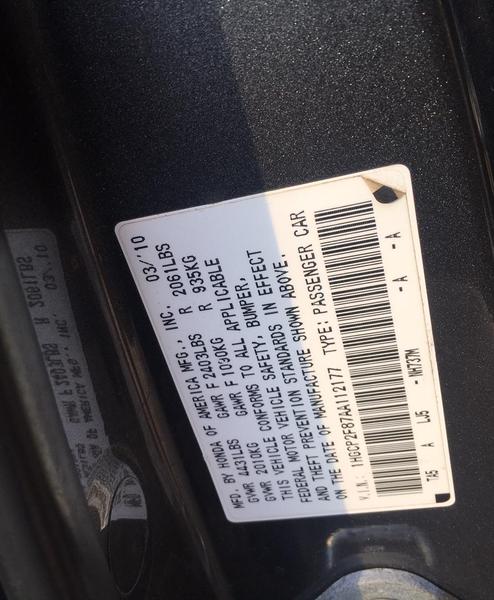 MFD. BY HONDA OF AMERICA MFG., INC. 03/'10
GVWR 4431LBS GAWR F 2403LBS R 2061LBS
GVWR 2010KG GAWR F 1090KG R 935KG
THIS VEHICLE CONFORMS TO ALL APPLICABLE
FEDERAL MOTOR VEHICLE SAFETY, BUMPER,
AND THEFT PREVENTION STANDARDS IN EFFECT
ON THE DATE OF MANUFACTURE SHOWN ABOVE.
V.I.N.: 1HGCP2F87AA112177 TYPE: PASSENGER CAR
TA5 A LJ5 - NH737M - A - A